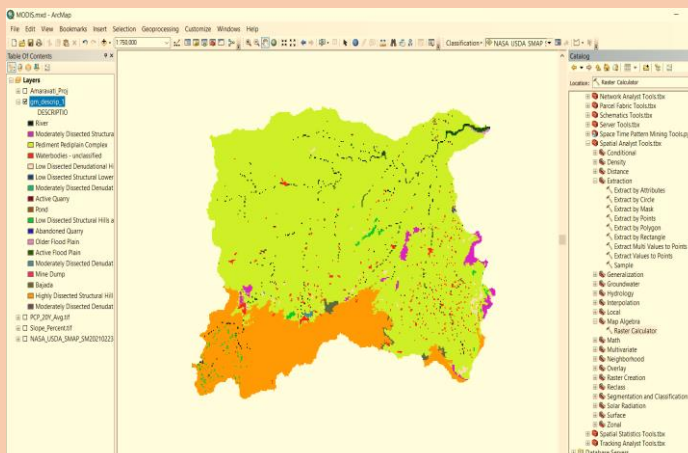 MODIS.mxd - ArcMap
File Edit View Bookmarks Insert Selection Geoprocessing Customize Windows Help
1:750,000
Classification
NASA_USDA_SMAP_
Table Of Contents
Layers
Amaravati_Proj
gm_descrip_1
DESCRIPTIO
River
Moderately Dissected Structura
Pediment Pediplain Complex
Waterbodies - unclassified
Low Dissected Denudational H
Low Dissected Structural Lower
Moderately Dissected Denudat
Active Quarry
Pond
Low Dissected Structural Hills a
Abandoned Quarry
Older Flood Plain
Active Flood Plain
Moderately Dissected Denudat
Mine Dump
Bajada
Highly Dissected Structural Hill
Moderately Dissected Denudat
PCP_20Y_Avg.tif
Slope_Percent.tif
NASA_USDA_SMAP_SM20210223
Catalog
Location: Raster Calculator
Network Analyst Tools.tbx
Parcel Fabric Tools.tbx
Schematics Tools.tbx
Server Tools.tbx
Space Time Pattern Mining Tools.py
Spatial Analyst Tools.tbx
Conditional
Density
Distance
Extraction
Extract by Attributes
Extract by Circle
Extract by Mask
Extract by Points
Extract by Polygon
Extract by Rectangle
Extract Multi Values to Points
Extract Values to Points
Sample
Generalization
Groundwater
Hydrology
Interpolation
Local
Map Algebra
Raster Calculator
Math
Multivariate
Neighborhood
Overlay
Raster Creation
Reclass
Segmentation and Classification
Solar Radiation
Surface
Zonal
Spatial Statistics Tools.tbx
Tracking Analyst Tools.tbx
Database Servers